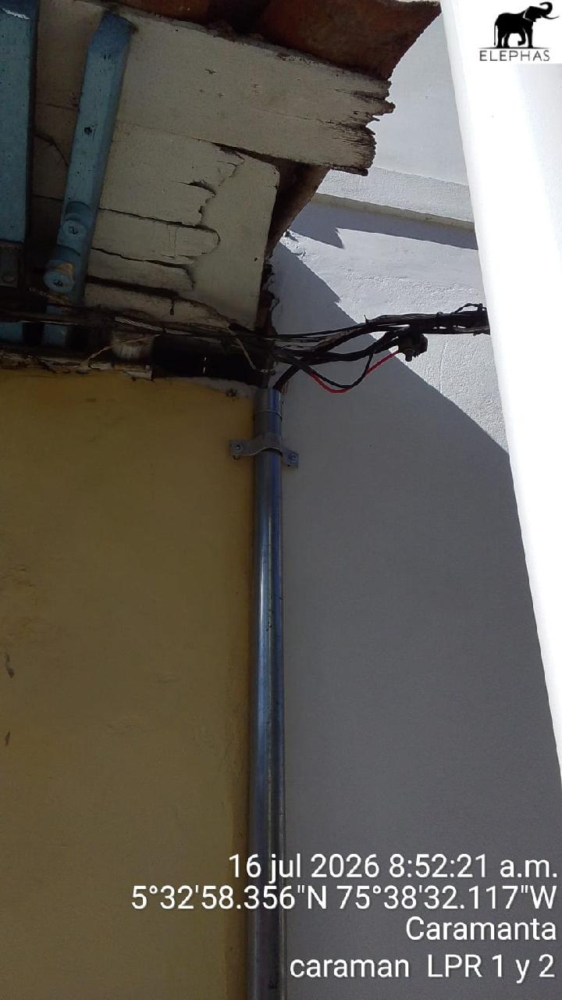 ELEPHAS
16 jul 2026 8:52:21 a.m.
5°32'58.356"N 75°38'32.117"W
Caramanta
caraman LPR 1 y 2